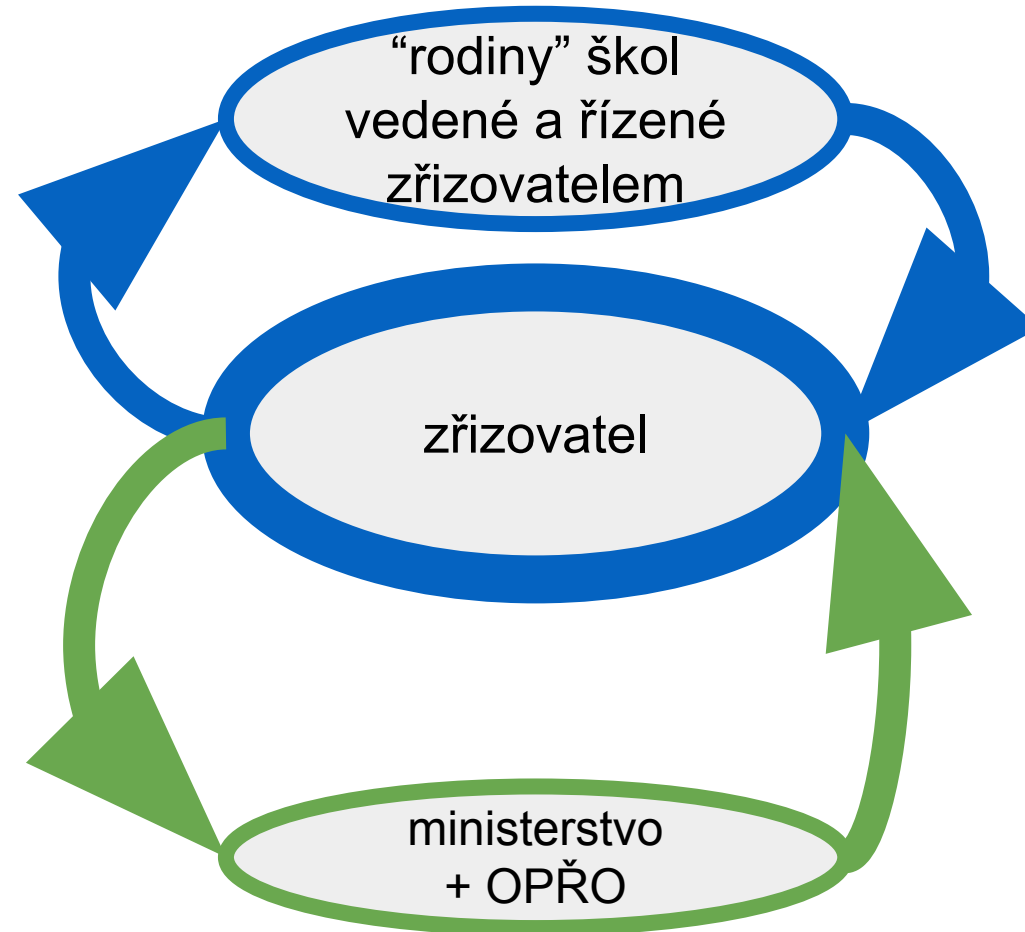 “rodiny” škol
vedené a řízené
zřizovatelem
zřizovatel
ministerstvo
+ OPŘO